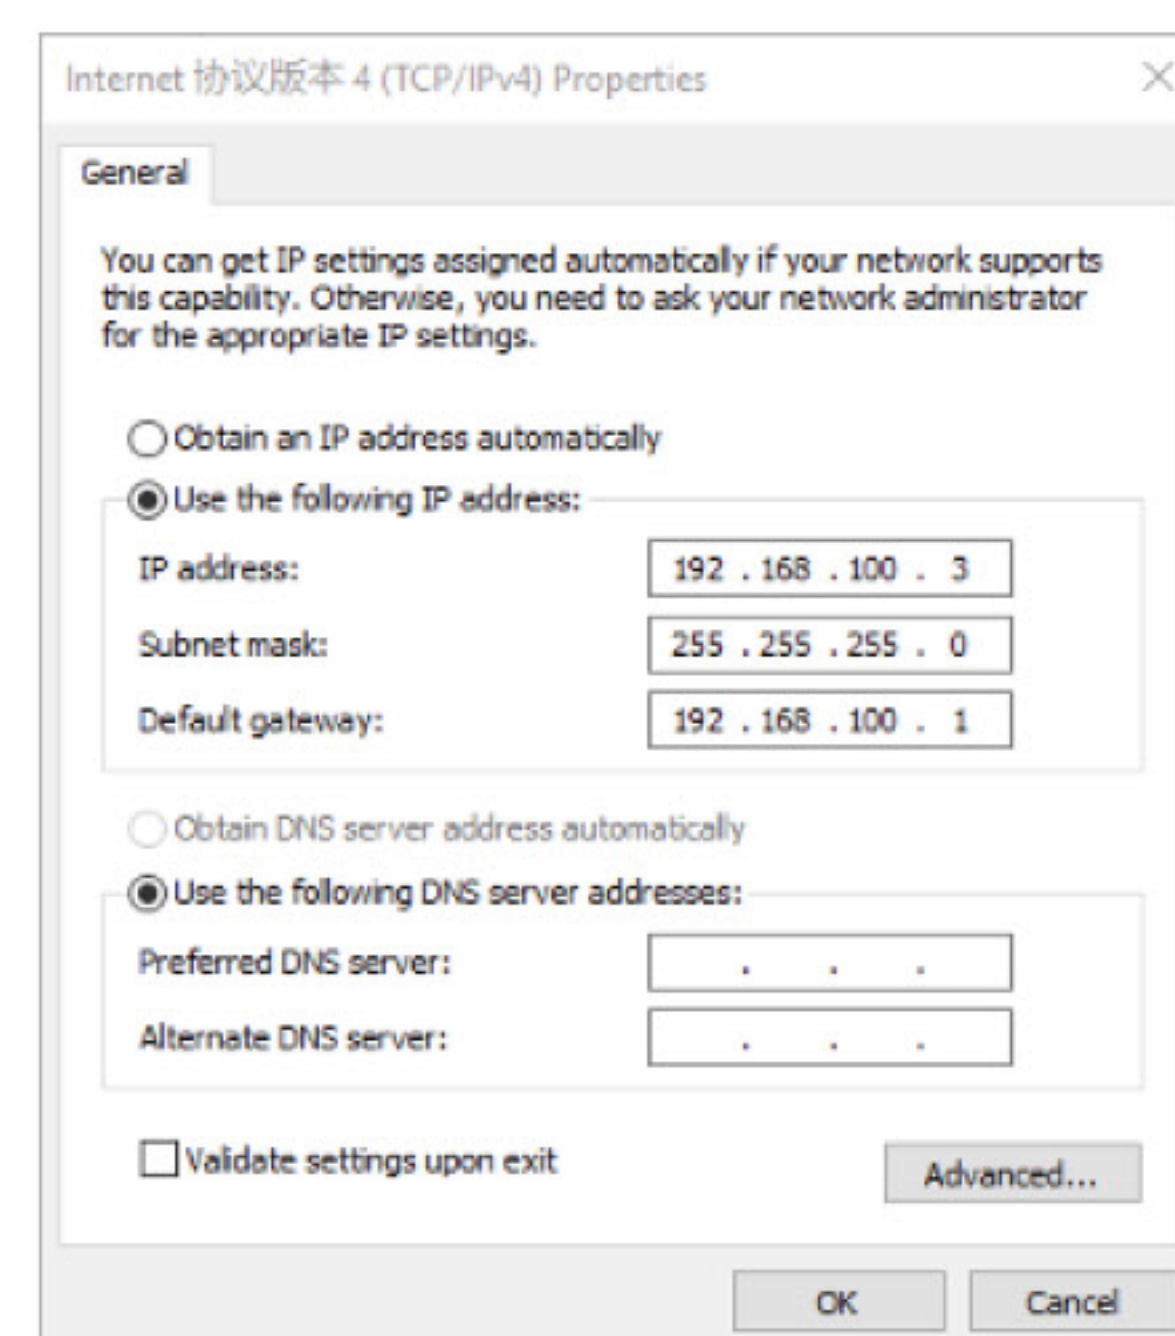 Internet 协议版本 4 (TCP/IPv4) Properties
General
You can get IP settings assigned automatically if your network supports
this capability. Otherwise, you need to ask your network administrator
for the appropriate IP settings.
Obtain an IP address automatically
Use the following IP address:
IP address: 192 . 168 . 100 . 3
Subnet mask: 255 . 255 . 255 . 0
Default gateway: 192 . 168 . 100 . 1
Obtain DNS server address automatically
Use the following DNS server addresses:
Preferred DNS server: . . .
Alternate DNS server: . . .
Validate settings upon exit
Advanced...
OK Cancel